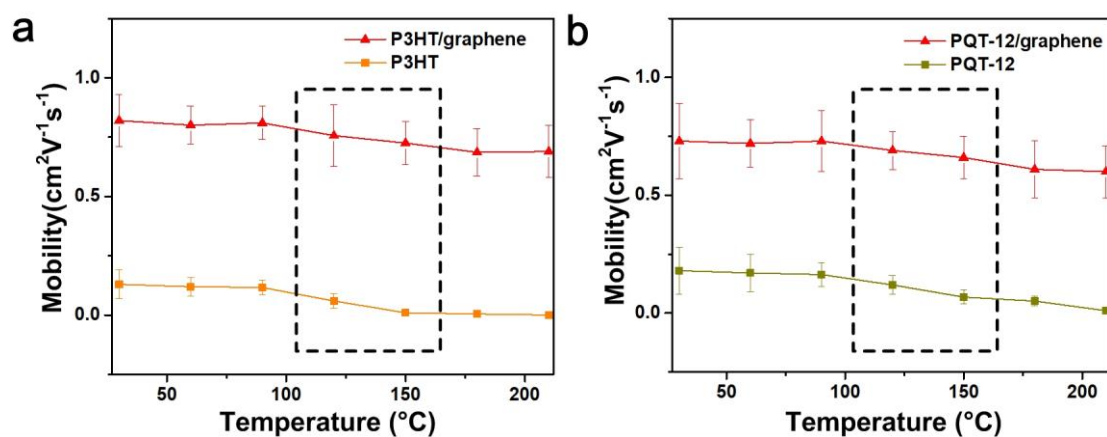 a
P3HT/graphene
P3HT
1.0
0.5
0.0
Mobility(cm²V⁻¹s⁻¹)
50
100
150
200
Temperature (°C)
b
PQT-12/graphene
PQT-12
1.0
0.5
0.0
Mobility(cm²V⁻¹s⁻¹)
50
100
150
200
Temperature (°C)